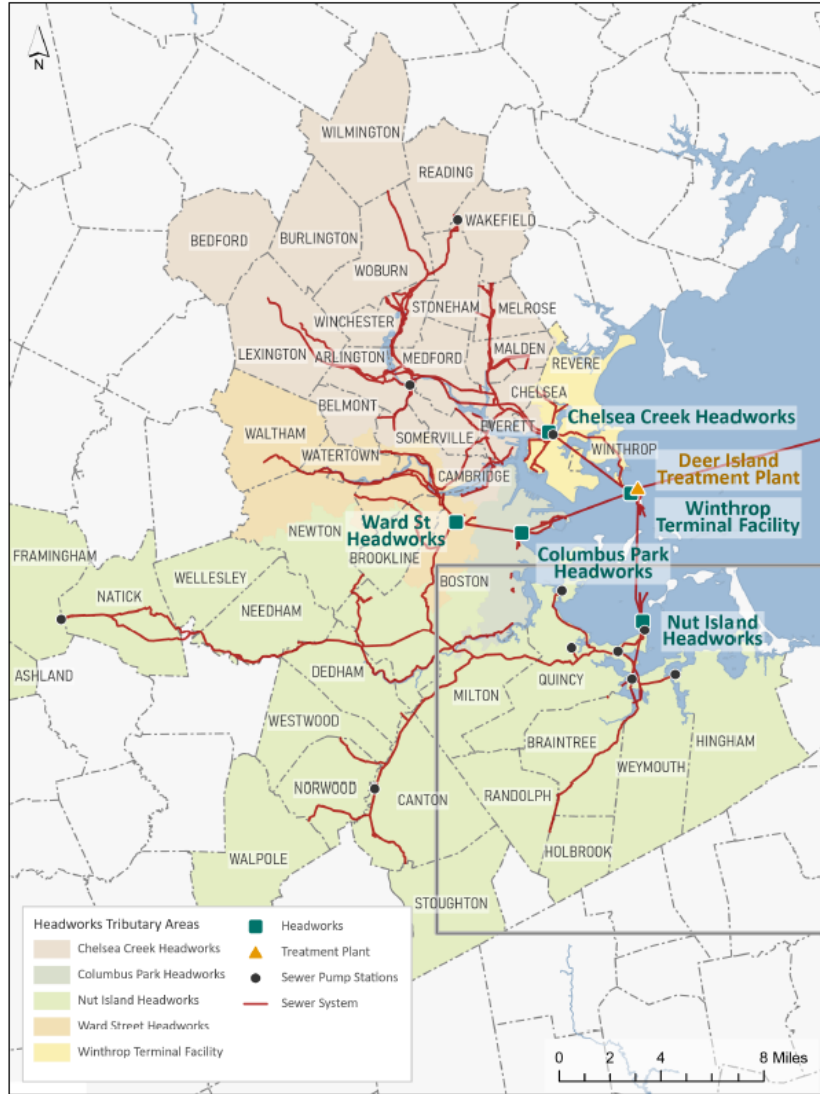 N
WILMINGTON
READING
WAKEFIELD
BEDFORD
BURLINGTON
WOBURN
STONEHAM
MELROSE
WINCHESTER
LEXINGTON
ARLINGTON
MEDFORD
MALDEN
REVERE
CHELSEA
BELMONT
EVERETT
Chelsea Creek Headworks
WALTHAM
SOMERVILLE
WINTHROP
WATERTOWN
Deer Island
Treatment Plant
CAMBRIDGE
Winthrop
Terminal Facility
NEWTON
Ward St
Headworks
FRAMINGHAM
BROOKLINE
Columbus Park
Headworks
WELLESLEY
BOSTON
NATICK
NEEDHAM
Nut Island
Headworks
ASHLAND
DEDHAM
MILTON
QUINCY
WESTWOOD
BRAINTREE
HINGHAM
WEYMOUTH
NORWOOD
CANTON
RANDOLPH
WALPOLE
HOLBROOK
STOUGHTON
Headworks Tributary Areas
Chelsea Creek Headworks
Columbus Park Headworks
Nut Island Headworks
Ward Street Headworks
Winthrop Terminal Facility
Headworks
Treatment Plant
Sewer Pump Stations
Sewer System
0 2 4 8 Miles